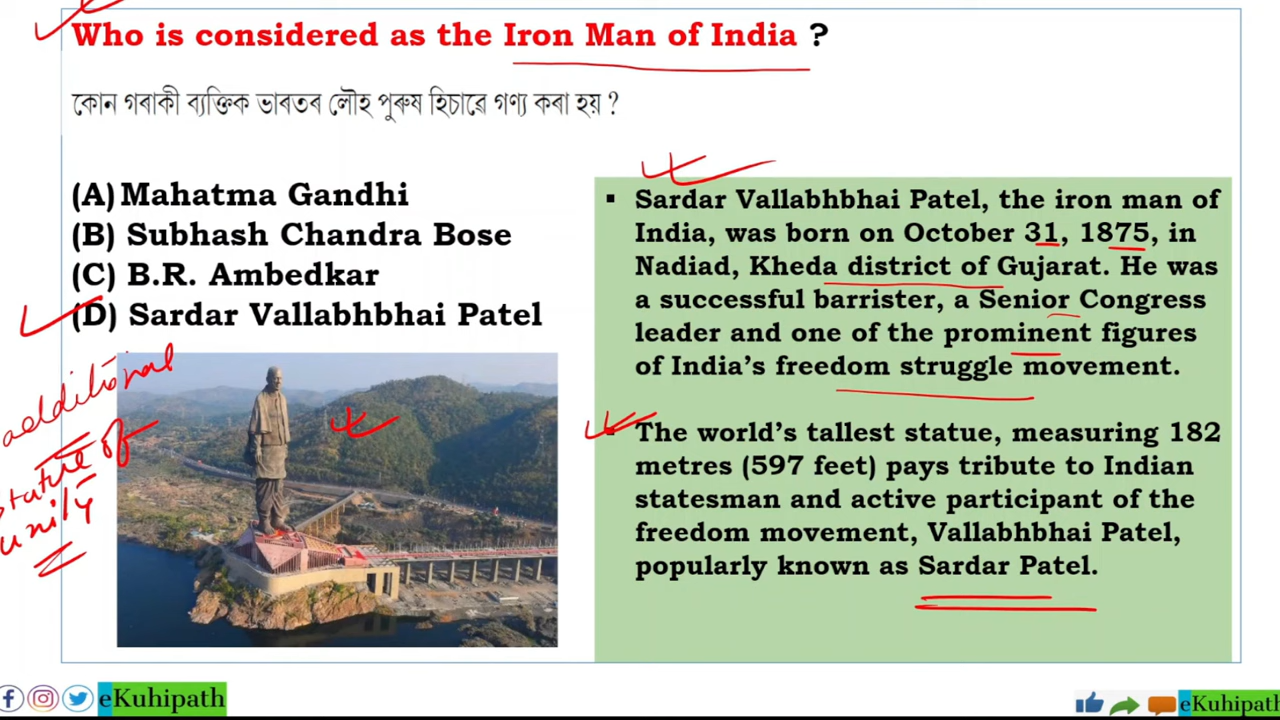 Who is considered as the Iron Man of India ?
কোন গৰাকী ব্যক্তিক ভাৰতৰ লৌহ পুৰুষ হিচাৱে গণ্য কৰা হয় ?
(A) Mahatma Gandhi
(B) Subhash Chandra Bose
(C) B.R. Ambedkar
(D) Sardar Vallabhbhai Patel
additional
statue of
unity
▪ Sardar Vallabhbhai Patel, the iron man of
India, was born on October 31, 1875, in
Nadiad, Kheda district of Gujarat. He was
a successful barrister, a Senior Congress
leader and one of the prominent figures
of India's freedom struggle movement.
▪ The world's tallest statue, measuring 182
metres (597 feet) pays tribute to Indian
statesman and active participant of the
freedom movement, Vallabhbhai Patel,
popularly known as Sardar Patel.
eKuhipath
eKuhipath